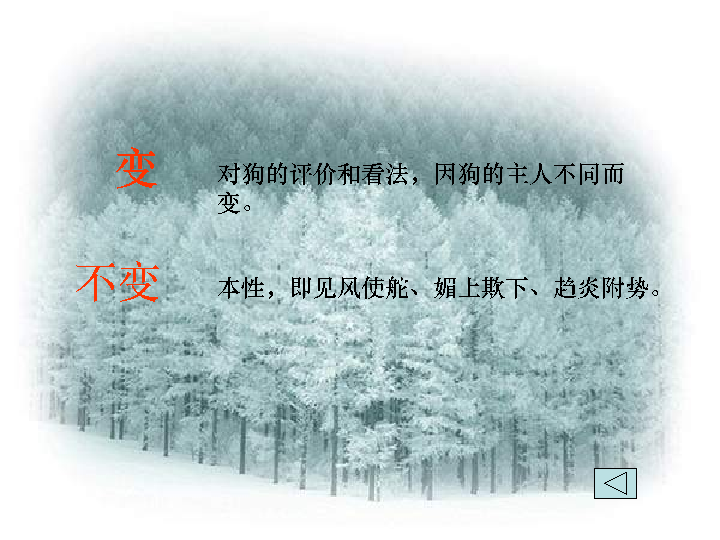 变
对狗的评价和看法，因狗的主人不同而
变。
不变
本性，即见风使舵、媚上欺下、趋炎附势。